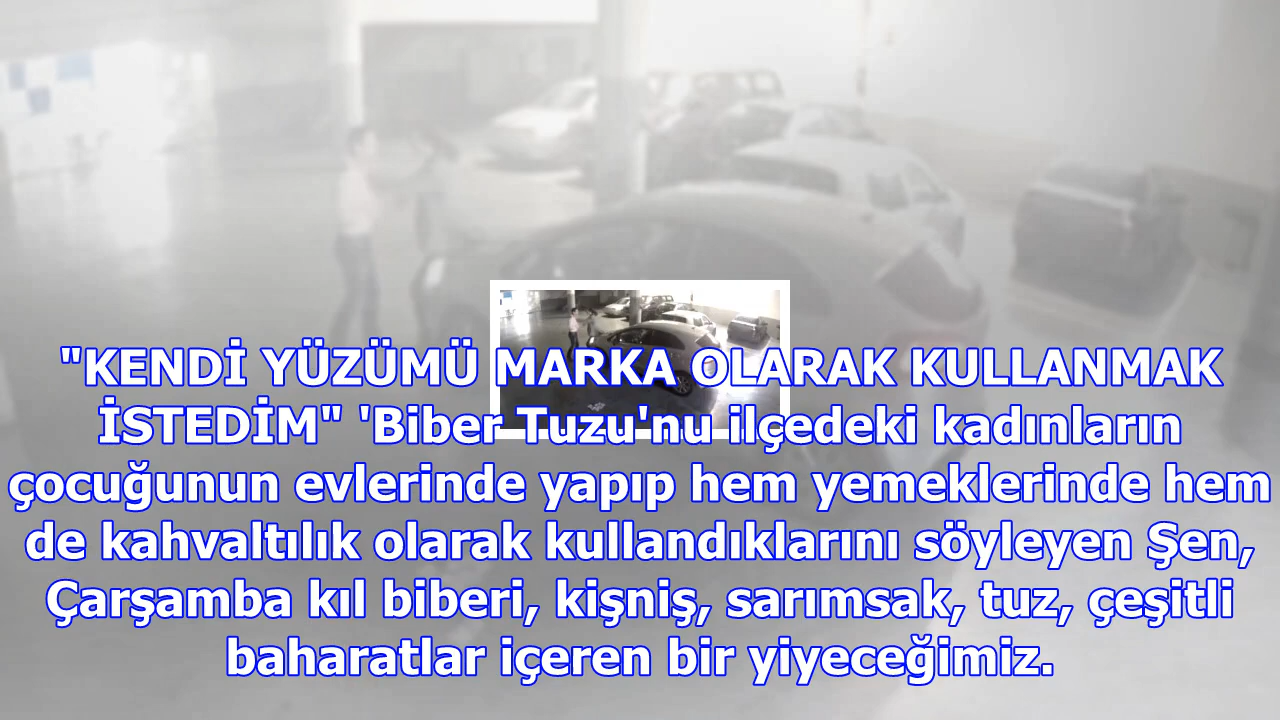 "KENDİ YÜZÜMÜ MARKA OLARAK KULLANMAK
İSTEDİM" 'Biber Tuzu'nu ilçedeki kadınların
çocuğunun evlerinde yapıp hem yemeklerinde hem
de kahvaltılık olarak kullandıklarını söyleyen Şen,
Çarşamba kıl biberi, kişniş, sarımsak, tuz, çeşitli
baharatlar içeren bir yiyeceğimiz.